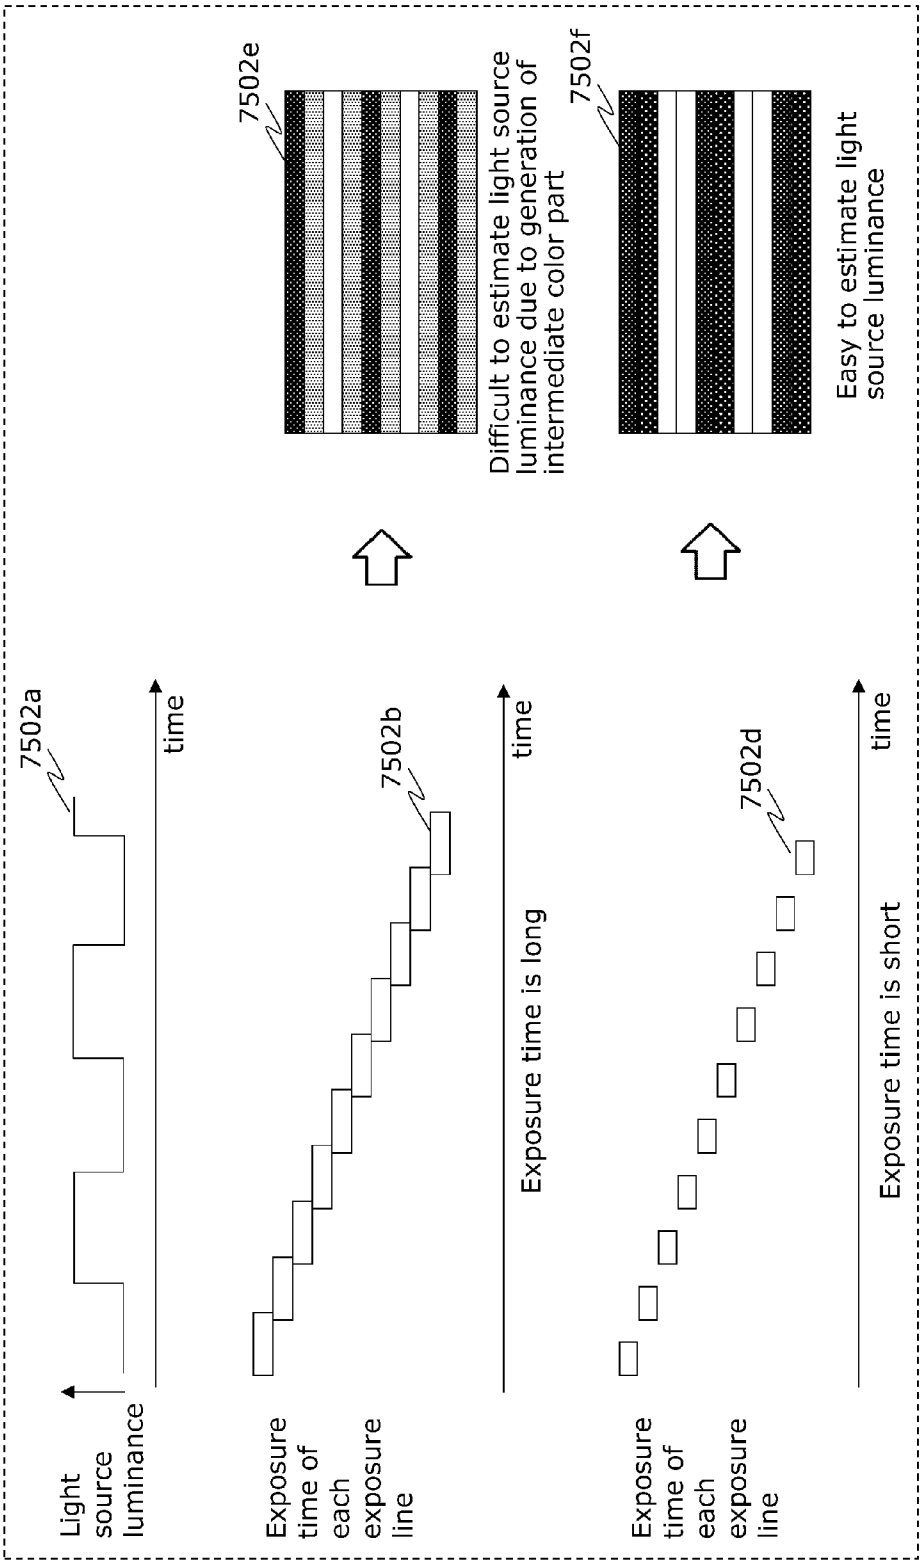 Light
source
luminance
7502a
time
Exposure
time of
each
exposure
line
7502b
time
Exposure time is long
7502e
Difficult to estimate light source
luminance due to generation of
intermediate color part
Exposure
time of
each
exposure
line
7502d
time
Exposure time is short
7502f
Easy to estimate light
source luminance